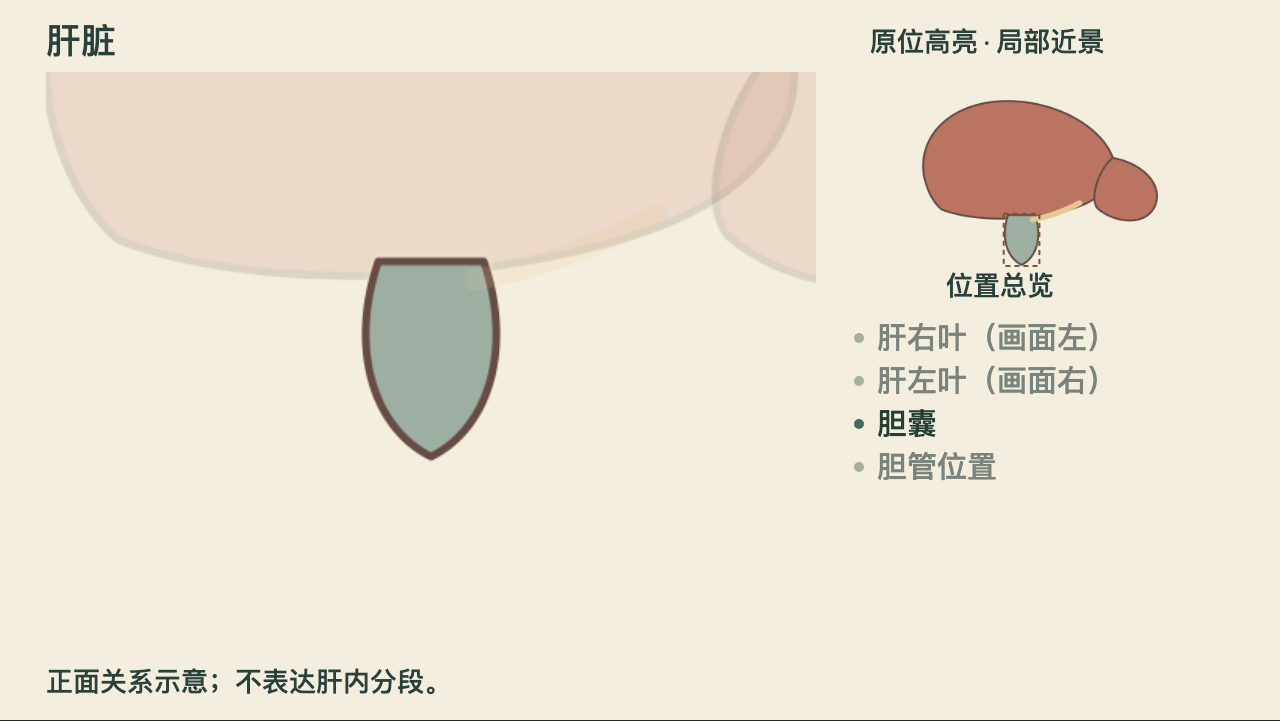 肝脏
原位高亮 · 局部近景
位置总览
肝右叶（画面左）
肝左叶（画面右）
胆囊
胆管位置
正面关系示意；不表达肝内分段。